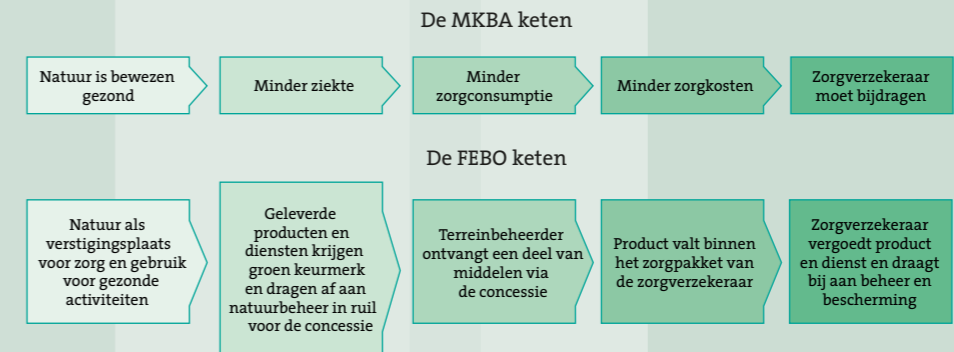 De MKBA keten
Natuur is bewezen
gezond
Minder ziekte
Minder
zorgconsumptie
Minder zorgkosten
Zorgverzekeraar
moet bijdragen
De FEBO keten
Natuur als
verstigingsplaats
voor zorg en gebruik
voor gezonde
activiteiten
Geleverde
producten en
diensten krijgen
groen keurmerk
en dragen af aan
natuurbeheer in ruil
voor de concessie
Terreinbeheerder
ontvangt een deel van
middelen via
de concessie
Product valt binnen
het zorgpakket van
de zorgverzekeraar
Zorgverzekeraar
vergoedt product
en dienst en draagt
bij aan beheer en
bescherming